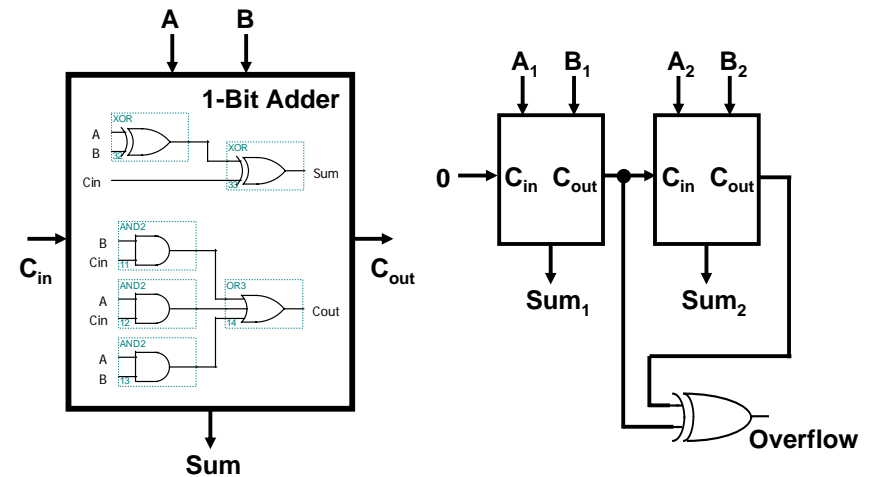 A B
1-Bit Adder
XOR
A
B
32
XOR
Cin
33
Sum
AND2
B
Cin
11
AND2
A
Cin
12
OR3
14
Cout
AND2
A
B
13
Cin
Cout
Sum
A1 B1 A2 B2
0
Cin Cout Cin Cout
Sum1 Sum2
Overflow